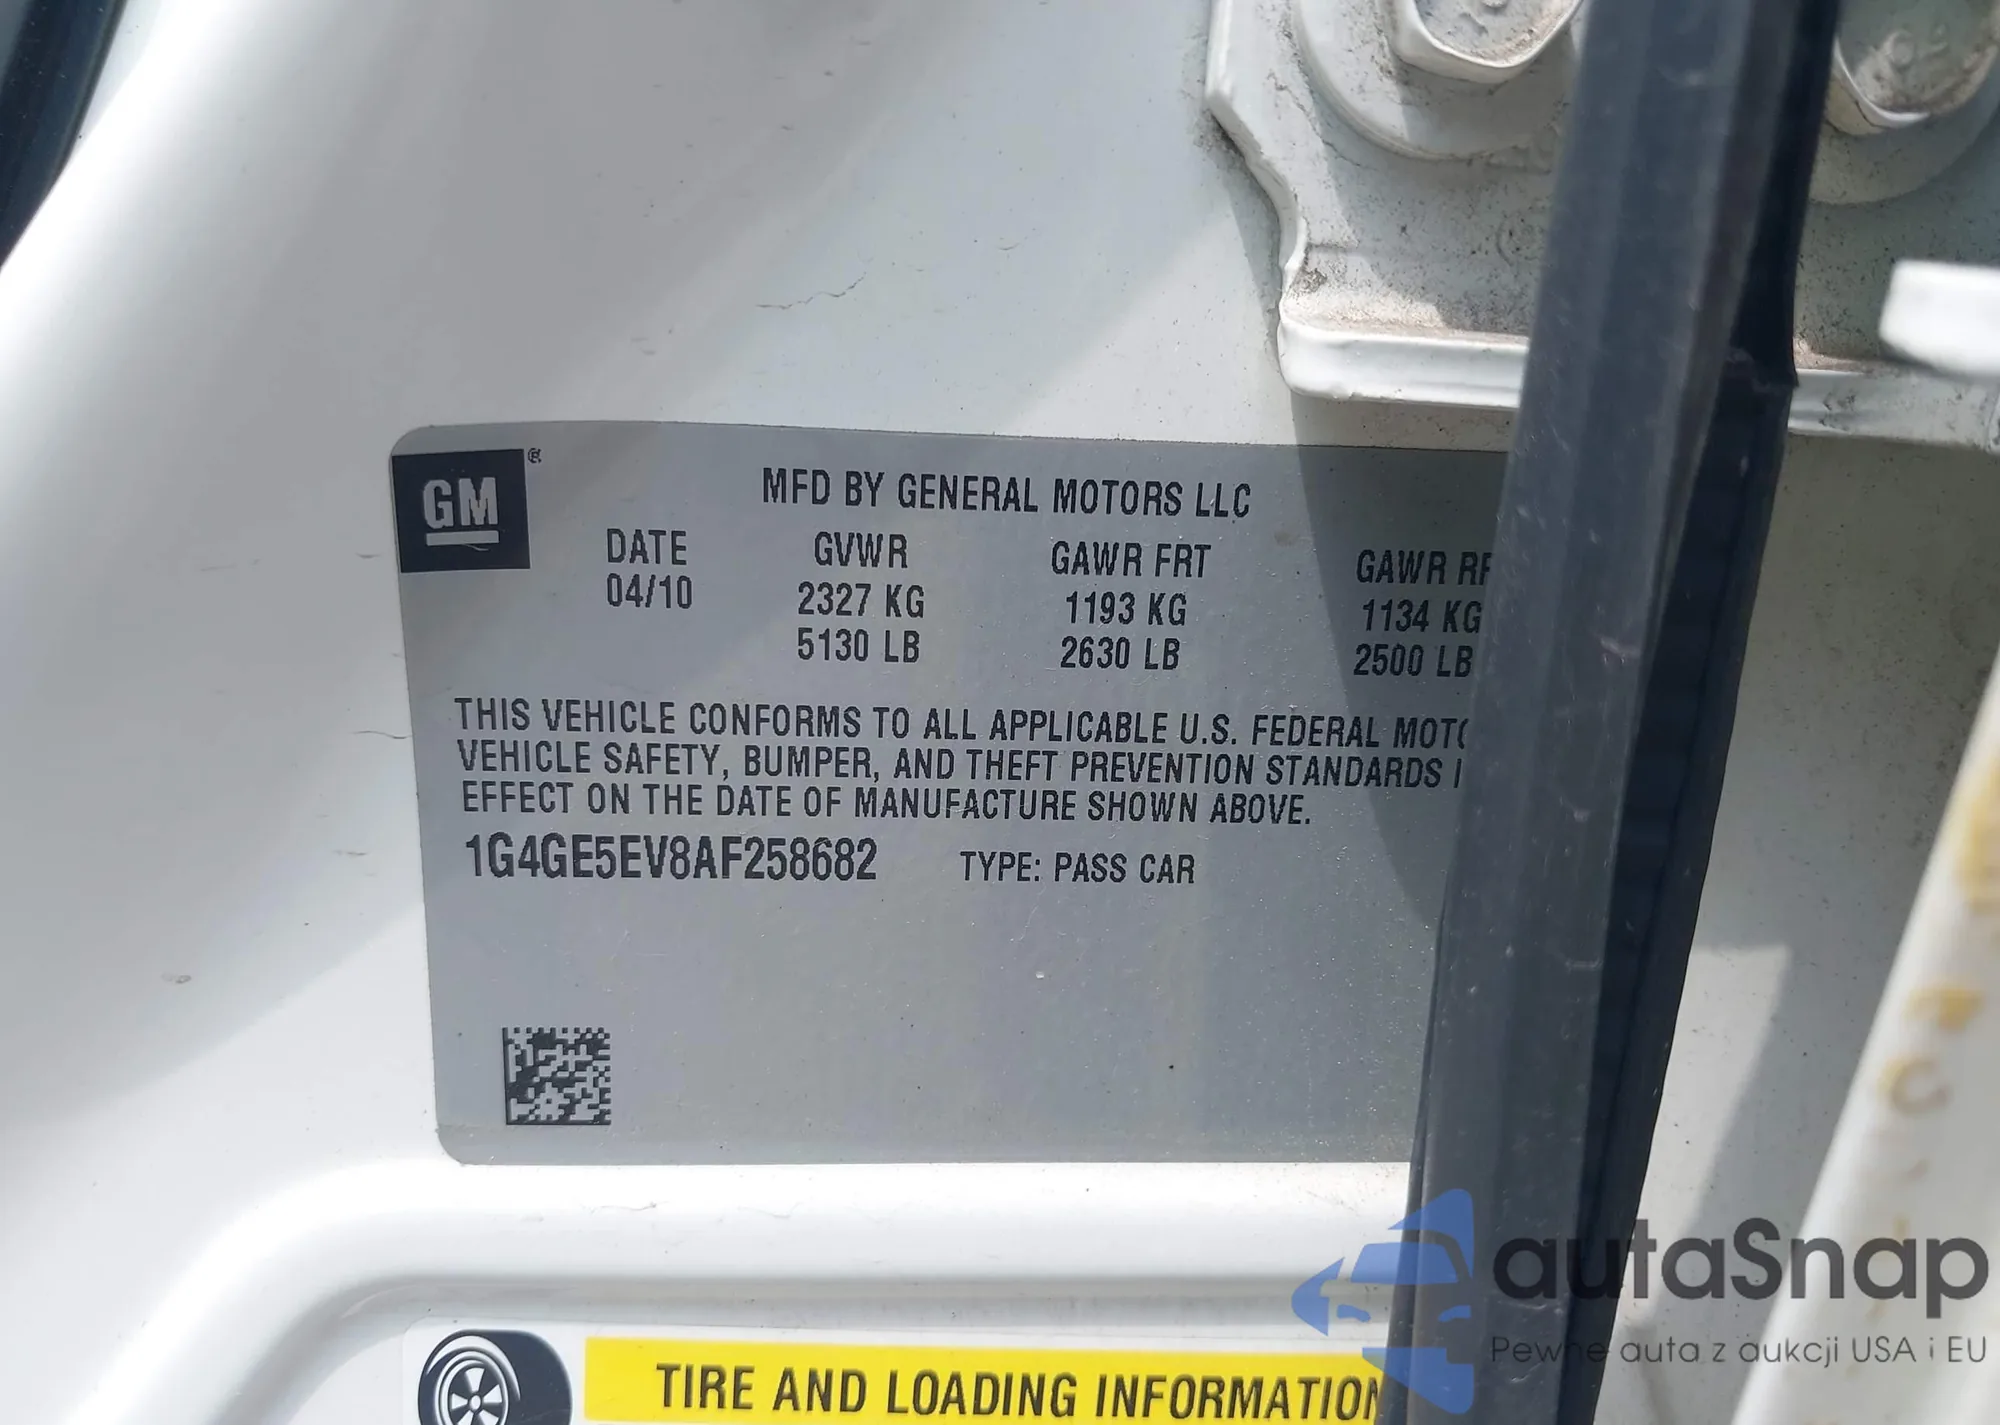 GM ®
MFD BY GENERAL MOTORS LLC
DATE GVWR GAWR FRT GAWR RR
04/10 2327 KG 1193 KG 1134 KG
5130 LB 2630 LB 2500 LB
THIS VEHICLE CONFORMS TO ALL APPLICABLE U.S. FEDERAL MOTO
VEHICLE SAFETY, BUMPER, AND THEFT PREVENTION STANDARDS I
EFFECT ON THE DATE OF MANUFACTURE SHOWN ABOVE.
1G4GE5EV8AF258682 TYPE: PASS CAR
TIRE AND LOADING INFORMATION
autaSnap
Pewne auta z aukcji USA i EU